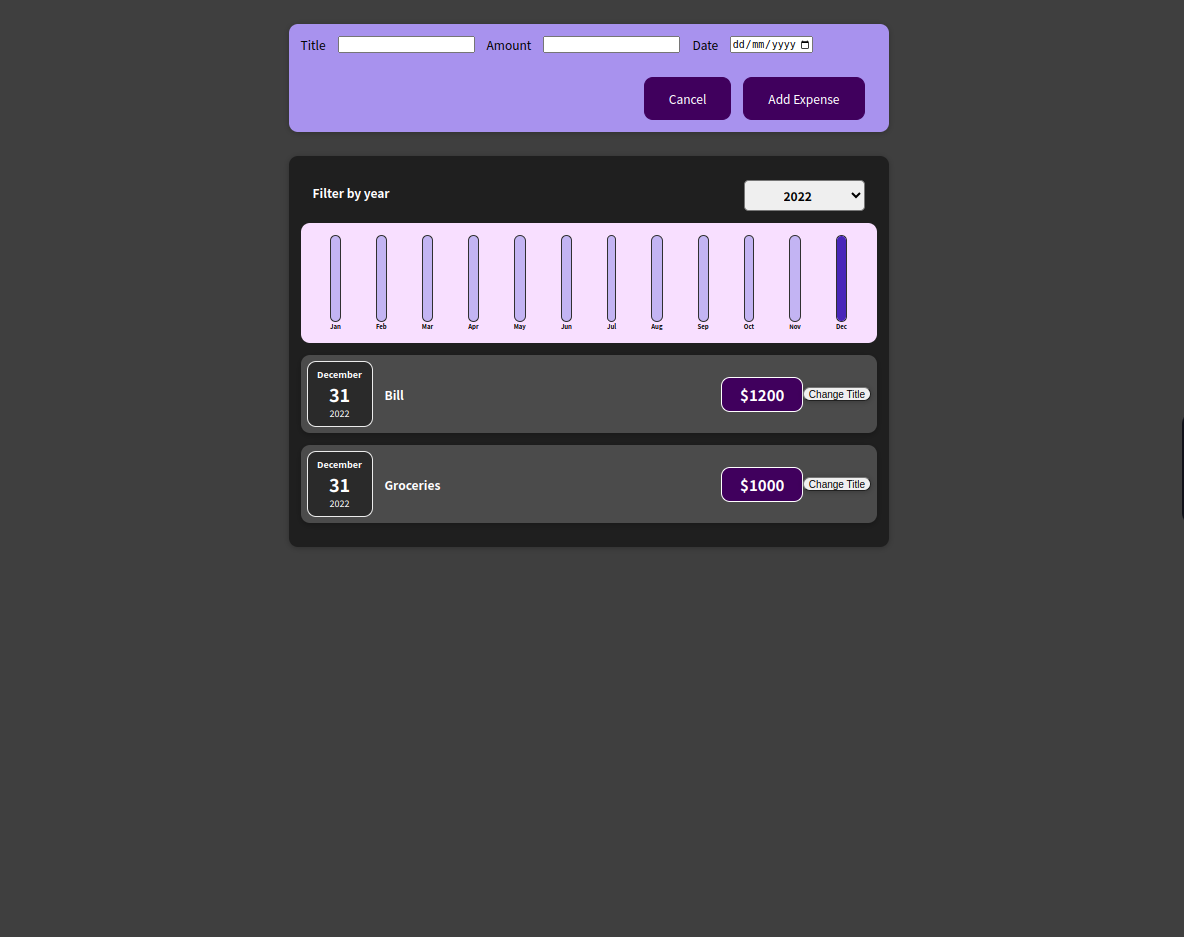 Title Amount Date dd/mm/yyyy
Cancel Add Expense
Filter by year 2022
Jan Feb Mar Apr May Jun Jul Aug Sep Oct Nov Dec
December
31
2022
Bill
$1200 Change Title
December
31
2022
Groceries
$1000 Change Title